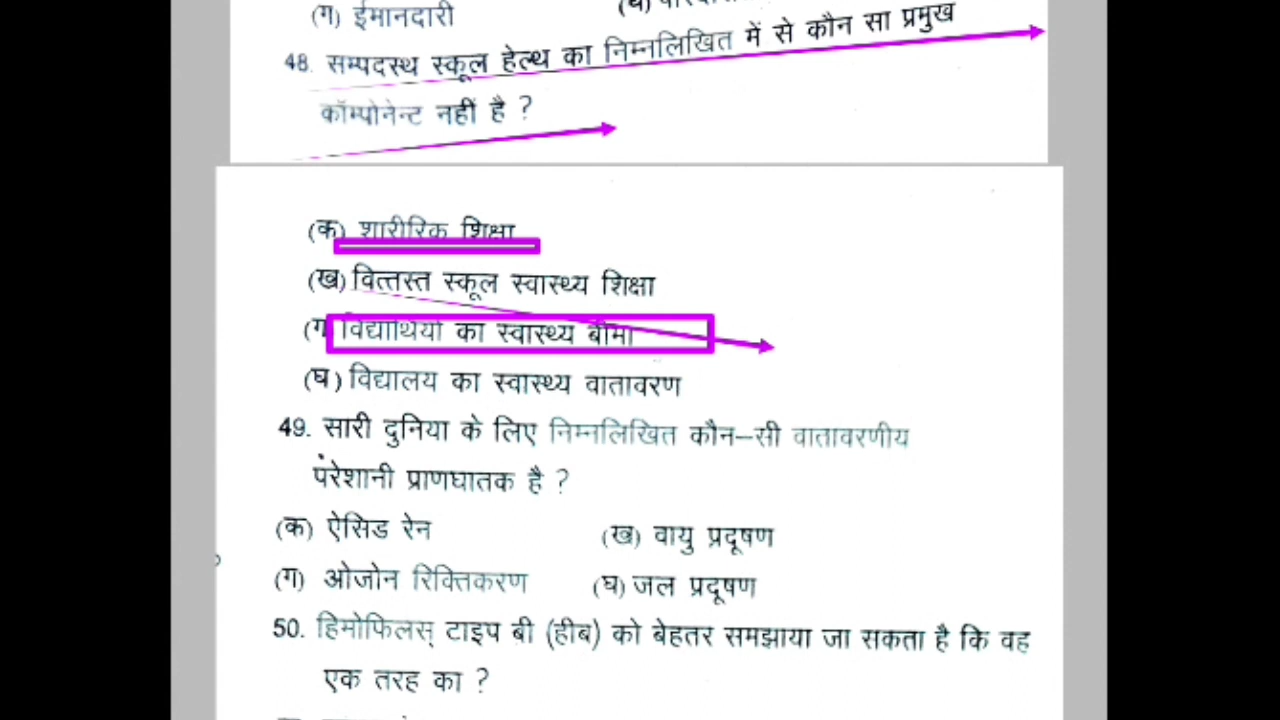 (ग) ईमानदारी
48. सम्पदस्थ स्कूल हेल्थ का निम्नलिखित में से कौन सा प्रमुख
कॉम्पोनेन्ट नहीं है ?
(क) शारीरिक शिक्षा
(ख) वित्तस्त स्कूल स्वास्थ्य शिक्षा
(ग विद्यार्थियों का स्वास्थ्य बीमा
(घ) विद्यालय का स्वास्थ्य वातावरण
49. सारी दुनिया के लिए निम्नलिखित कौन–सी वातावरणीय
परेशानी प्राणघातक है ?
(क) ऐसिड रेन (ख) वायु प्रदूषण
(ग) ओजोन रिक्तिकरण (घ) जल प्रदूषण
50. हिमोफिलस् टाइप बी (हीब) को बेहतर समझाया जा सकता है कि वह
एक तरह का ?